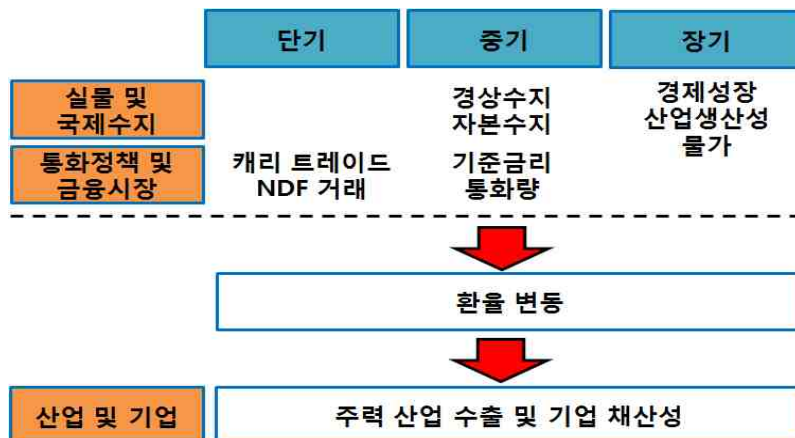 단기 중기 장기
실물 및
국제수지
경상수지
자본수지
경제성장
산업생산성
물가
통화정책 및
금융시장
캐리 트레이드
NDF 거래
기준금리
통화량
환율 변동
산업 및 기업
주력 산업 수출 및 기업 채산성